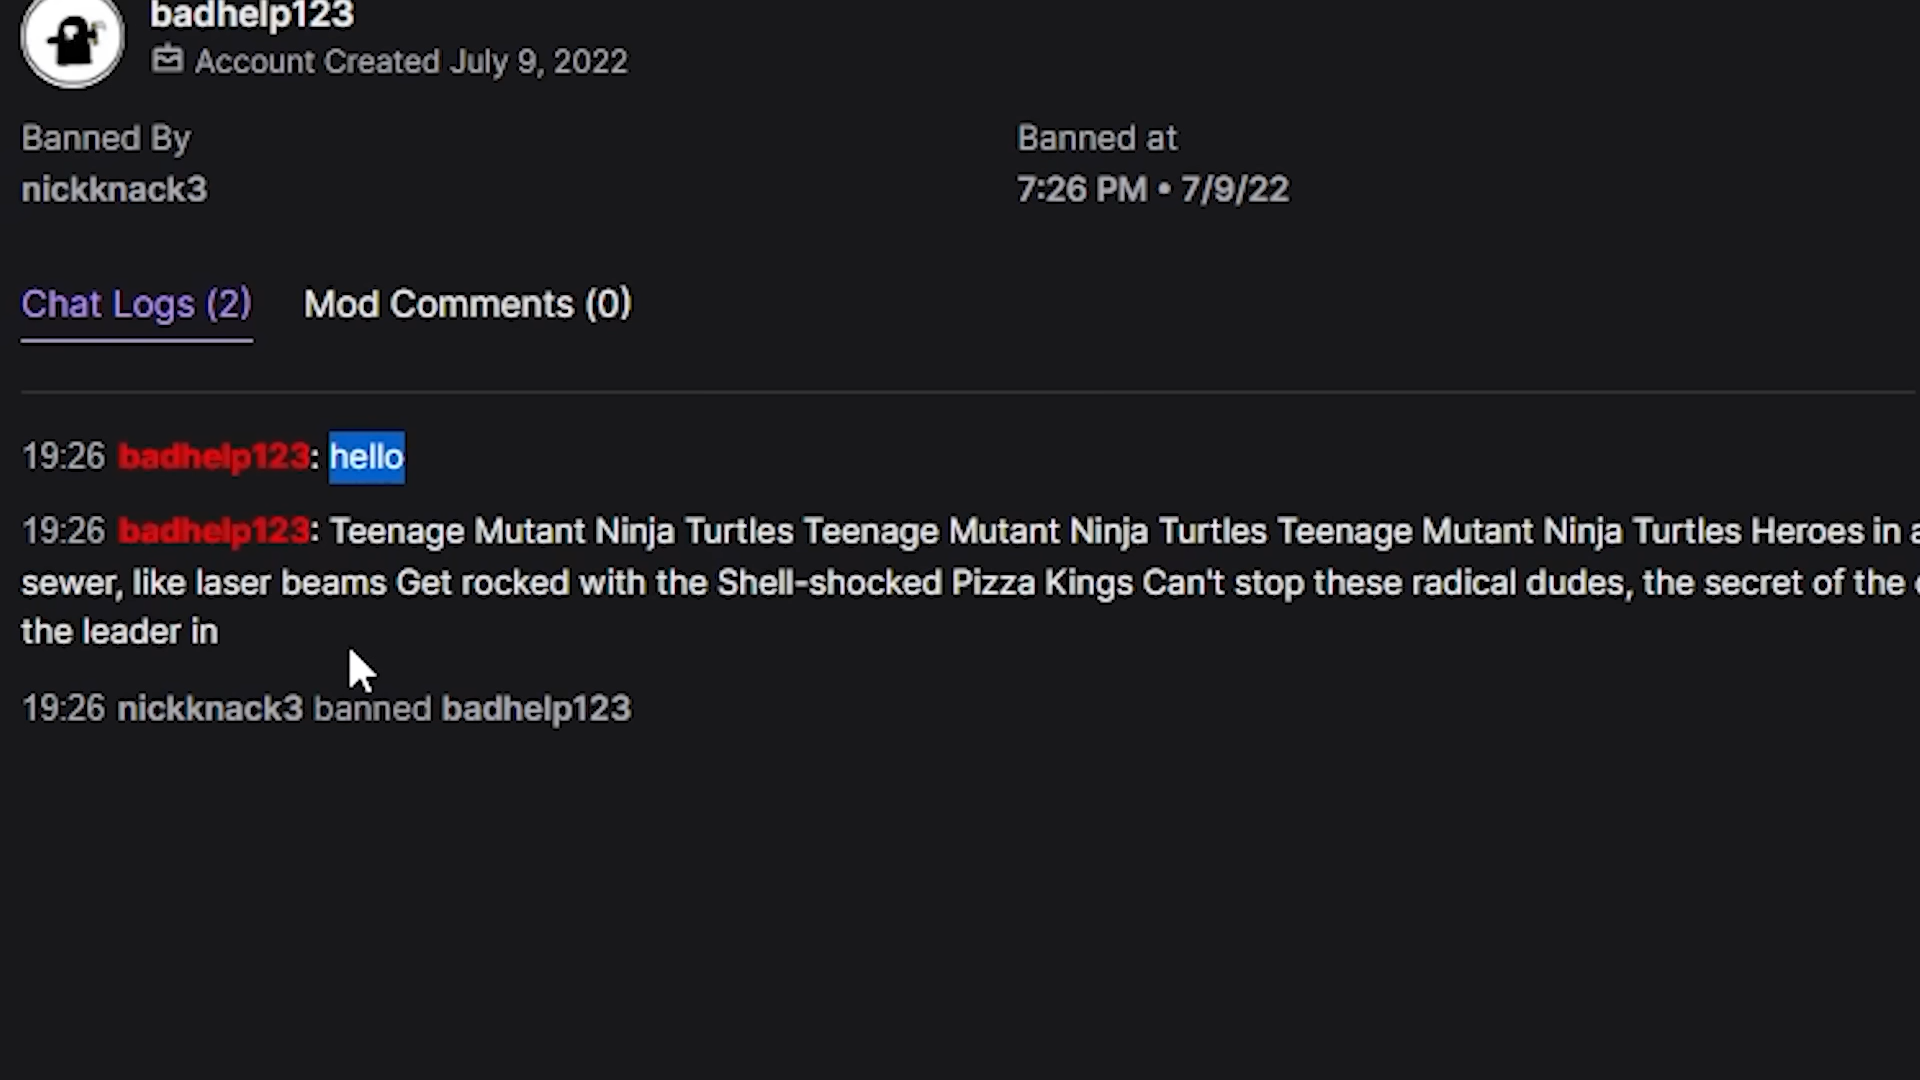 badhelp123
Account Created July 9, 2022
Banned By
Banned at
nickknack3
7:26 PM • 7/9/22
Chat Logs (2)
Mod Comments (0)
19:26 badhelp123: hello
19:26 badhelp123: Teenage Mutant Ninja Turtles Teenage Mutant Ninja Turtles Teenage Mutant Ninja Turtles Heroes in
sewer, like laser beams Get rocked with the Shell-shocked Pizza Kings Can't stop these radical dudes, the secret of the
the leader in
19:26 nickknack3 banned badhelp123